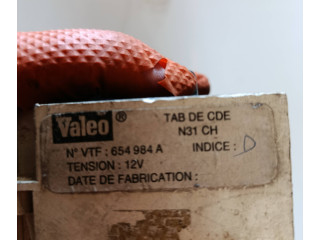 Valeo® TAB DE CDE
N31 CH
N° VTF : 654 984 A INDICE : D
TENSION : 12V
DATE DE FABRICATION :